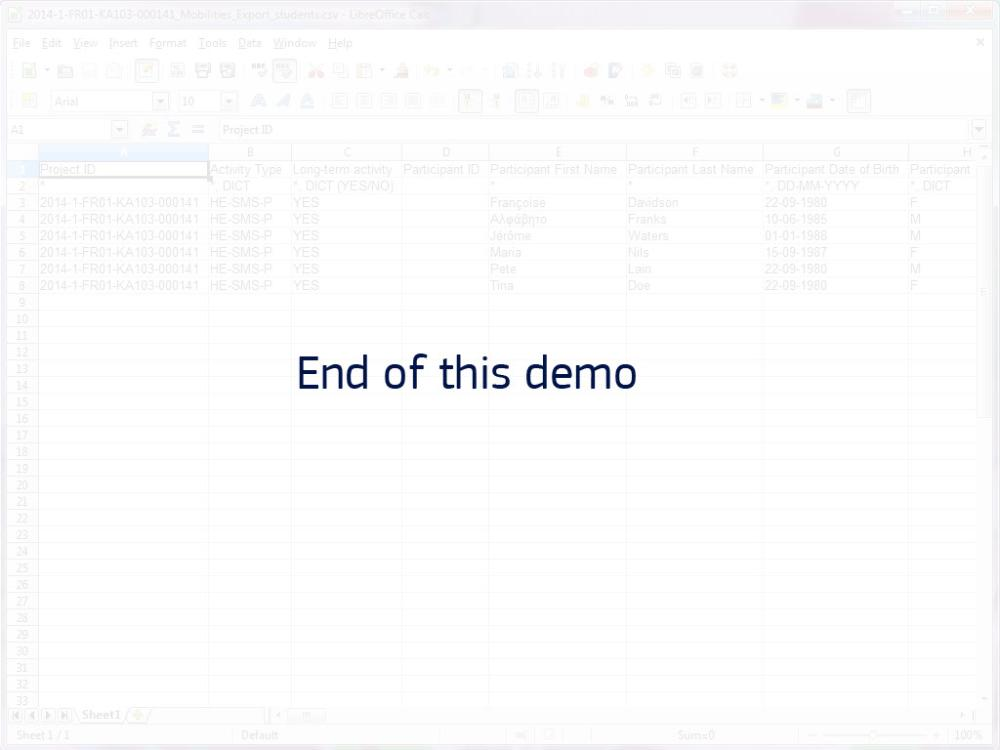 2014-1-FR01-KA103-000141_Mobilities_Export_students.csv - LibreOffice Calc
File Edit View Insert Format Tools Data Window Help
Arial 10
A1 Project ID
A B C D E F G H
1 Project ID Activity Type Long-term activity Participant ID Participant First Name Participant Last Name Participant Date of Birth Participant
2 * *, DICT *, DICT (YES/NO) * * *, DD-MM-YYYY *, DICT
3 2014-1-FR01-KA103-000141 HE-SMS-P YES Françoise Davidson 22-09-1980 F
4 2014-1-FR01-KA103-000141 HE-SMS-P YES Αλφάβητο Franks 10-06-1985 M
5 2014-1-FR01-KA103-000141 HE-SMS-P YES Jérôme Waters 01-01-1988 M
6 2014-1-FR01-KA103-000141 HE-SMS-P YES Maria Nils 15-09-1987 F
7 2014-1-FR01-KA103-000141 HE-SMS-P YES Pete Lain 22-09-1980 M
8 2014-1-FR01-KA103-000141 HE-SMS-P YES Tina Doe 22-09-1980 F
9
10
11
12
End of this demo
13
14
15
16
17
18
19
20
21
22
23
24
25
26
27
28
29
30
31
32
33
Sheet1
Sheet 1 / 1 Default Sum=0 100%